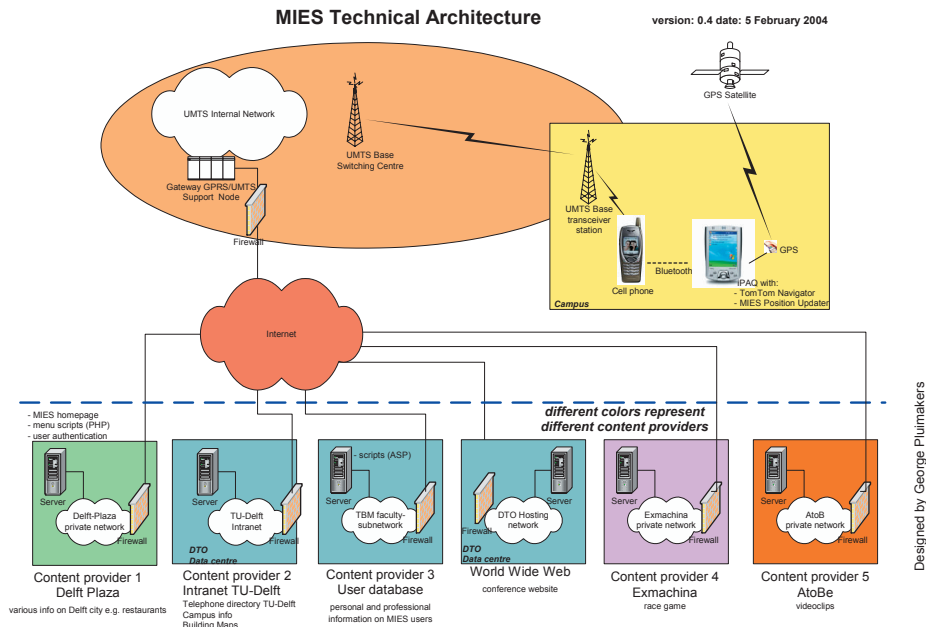 MIES Technical Architecture
version: 0.4 date: 5 February 2004
GPS Satellite
UMTS Internal Network
UMTS Base
Switching Centre
Gateway GPRS/UMTS
Support Node
Firewall
UMTS Base
transceiver
station
GPS
Bluetooth
Cell phone
iPAQ with:
- TomTom Navigator
- MIES Position Updater
Campus
Internet
- MIES homepage
- menu scripts (PHP)
- user authentication
different colors represent
different content providers
Server
Delft-Plaza
private network
Firewall
Content provider 1
Delft Plaza
various info on Delft city e.g. restaurants
Server
TU-Delft
Intranet
Firewall
DTO
Data centre
Content provider 2
Intranet TU-Delft
Telephone directory TU-Delft
Campus info
Building Maps
- scripts (ASP)
Server
TBM faculty-
subnetwork
Firewall
Content provider 3
User database
personal and professional
information on MIES users
Server
DTO Hosting
network
Firewall
DTO
Data centre
World Wide Web
conference website
Server
Exmachina
private network
Firewall
Content provider 4
Exmachina
race game
Server
AtoB
private network
Firewall
Content provider 5
AtoBe
videoclips
Designed by George Pluimakers